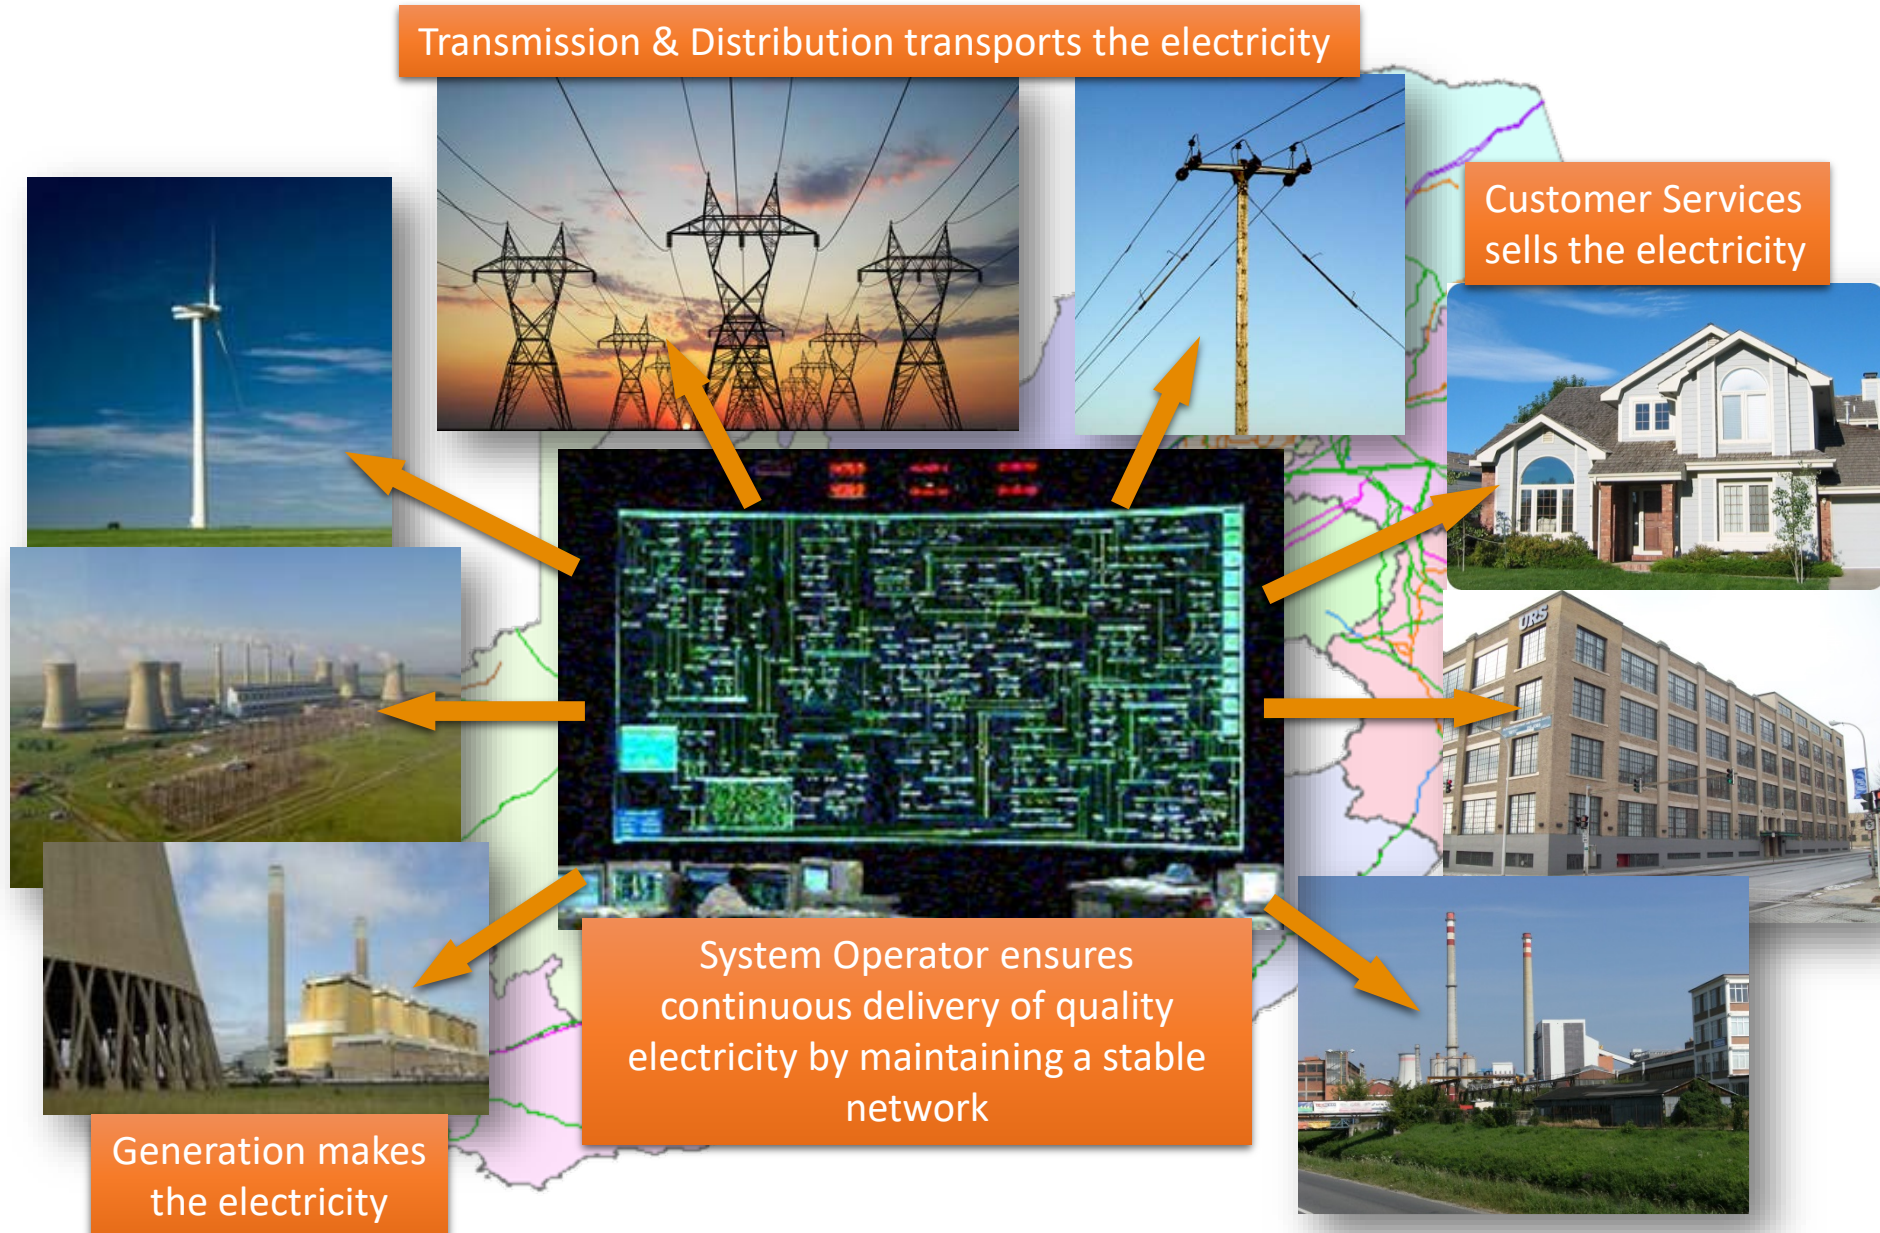 Transmission & Distribution transports the electricity
Customer Services
sells the electricity
URS
System Operator ensures
continuous delivery of quality
electricity by maintaining a stable
network
Generation makes
the electricity